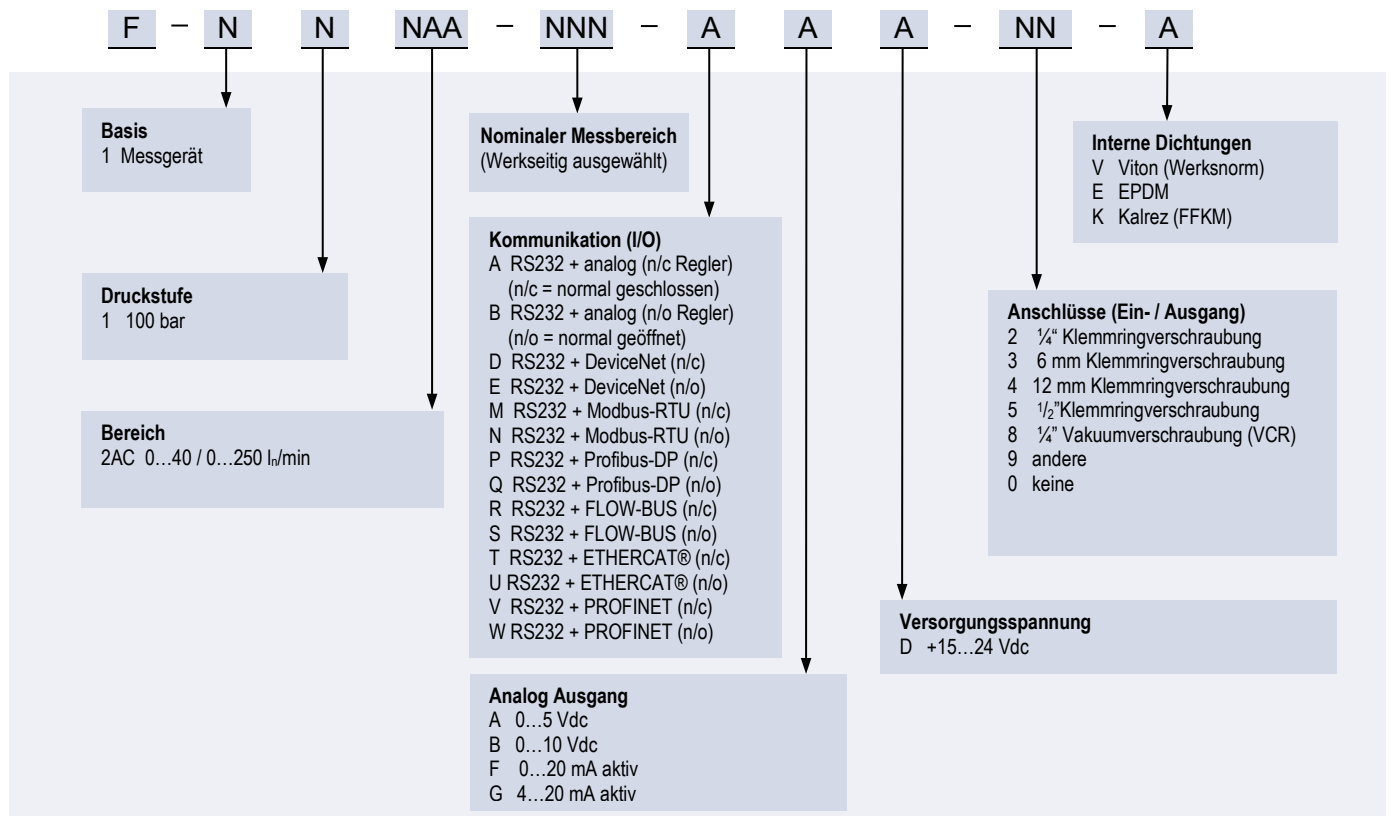 F – N N NAA – NNN – A A A – NN – A
Basis
1 Messgerät
Druckstufe
1 100 bar
Bereich
2AC 0…40 / 0…250 lₙ/min
Nominaler Messbereich
(Werkseitig ausgewählt)
Kommunikation (I/O)
A RS232 + analog (n/c Regler)
(n/c = normal geschlossen)
B RS232 + analog (n/o Regler)
(n/o = normal geöffnet)
D RS232 + DeviceNet (n/c)
E RS232 + DeviceNet (n/o)
M RS232 + Modbus-RTU (n/c)
N RS232 + Modbus-RTU (n/o)
P RS232 + Profibus-DP (n/c)
Q RS232 + Profibus-DP (n/o)
R RS232 + FLOW-BUS (n/c)
S RS232 + FLOW-BUS (n/o)
T RS232 + ETHERCAT® (n/c)
U RS232 + ETHERCAT® (n/o)
V RS232 + PROFINET (n/c)
W RS232 + PROFINET (n/o)
Analog Ausgang
A 0…5 Vdc
B 0…10 Vdc
F 0…20 mA aktiv
G 4…20 mA aktiv
Versorgungsspannung
D +15…24 Vdc
Anschlüsse (Ein- / Ausgang)
2 ¼“ Klemmringverschraubung
3 6 mm Klemmringverschraubung
4 12 mm Klemmringverschraubung
5 ¹/₂”Klemmringverschraubung
8 ¼” Vakuumverschraubung (VCR)
9 andere
0 keine
Interne Dichtungen
V Viton (Werksnorm)
E EPDM
K Kalrez (FFKM)